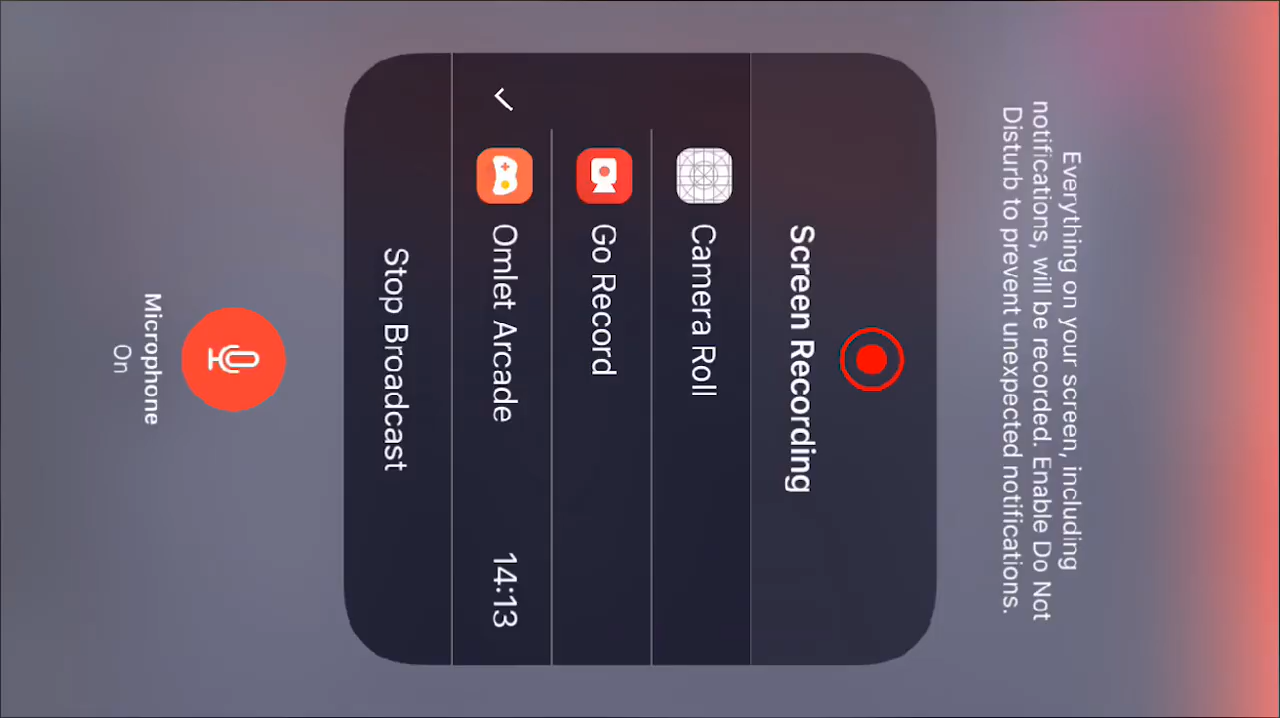 Everything on your screen, including
notifications, will be recorded. Enable Do Not
Disturb to prevent unexpected notifications.
Screen Recording
Camera Roll
Go Record
Omlet Arcade 14:13
Stop Broadcast
Microphone
On